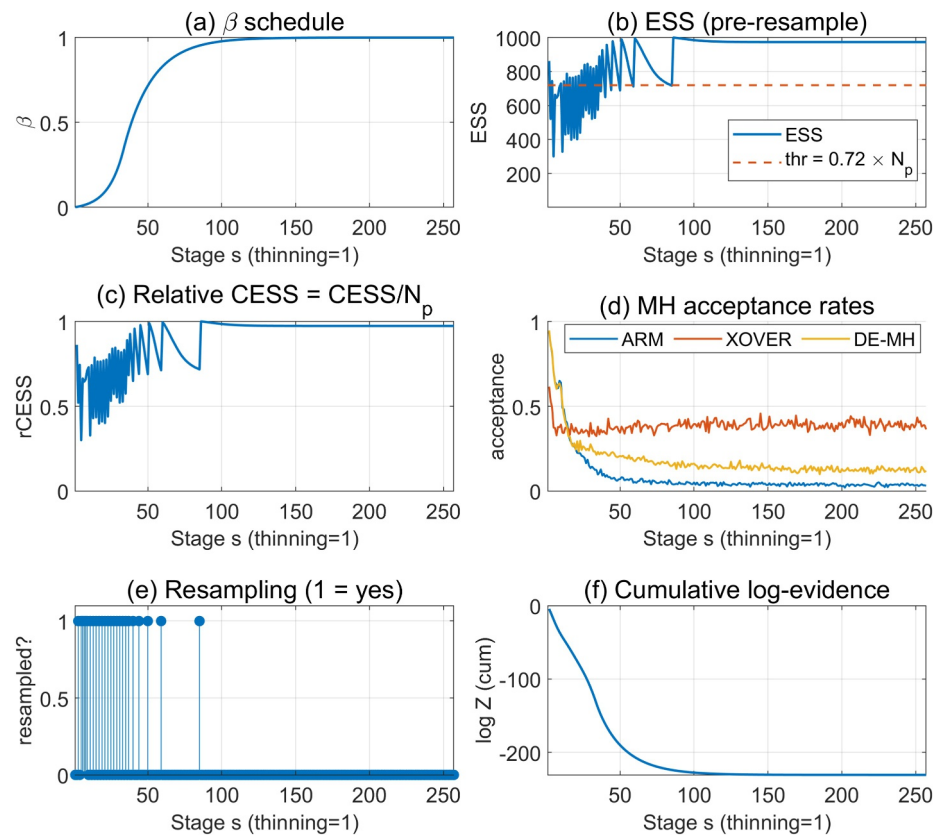 (a) β schedule
1
0.5
0
β
50 100 150 200 250
Stage s (thinning=1)
(b) ESS (pre-resample)
1000
800
600
400
200
ESS
ESS
thr = 0.72 × Np
50 100 150 200 250
Stage s (thinning=1)
(c) Relative CESS = CESS/Np
1
0.5
0
rCESS
50 100 150 200 250
Stage s (thinning=1)
(d) MH acceptance rates
ARM XOVER DE-MH
1
0.5
0
acceptance
50 100 150 200 250
Stage s (thinning=1)
(e) Resampling (1 = yes)
1
0.5
0
resampled?
50 100 150 200 250
Stage s (thinning=1)
(f) Cumulative log-evidence
0
-100
-200
log Z (cum)
50 100 150 200 250
Stage s (thinning=1)